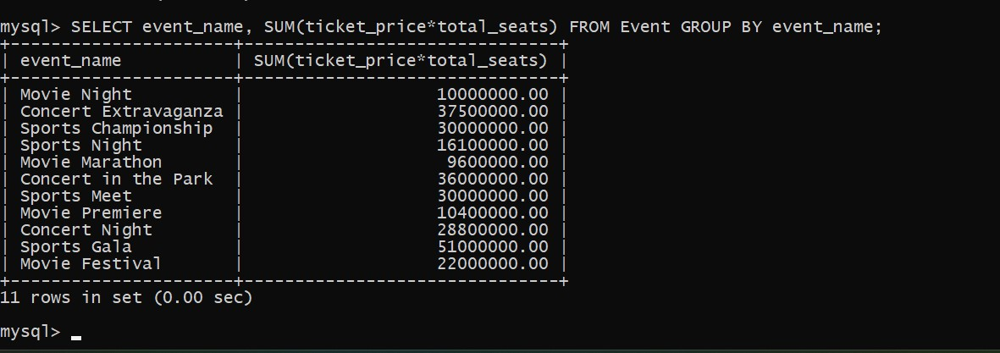 mysql> SELECT event_name, SUM(ticket_price*total_seats) FROM Event GROUP BY event_name;
+----------------------+-------------------------------+
| event_name           | SUM(ticket_price*total_seats) |
+----------------------+-------------------------------+
| Movie Night          |                   10000000.00 |
| Concert Extravaganza |                   37500000.00 |
| Sports Championship  |                   30000000.00 |
| Sports Night         |                   16100000.00 |
| Movie Marathon       |                    9600000.00 |
| Concert in the Park  |                   36000000.00 |
| Sports Meet          |                   30000000.00 |
| Movie Premiere       |                   10400000.00 |
| Concert Night        |                   28800000.00 |
| Sports Gala          |                   51000000.00 |
| Movie Festival       |                   22000000.00 |
+----------------------+-------------------------------+
11 rows in set (0.00 sec)
mysql> _